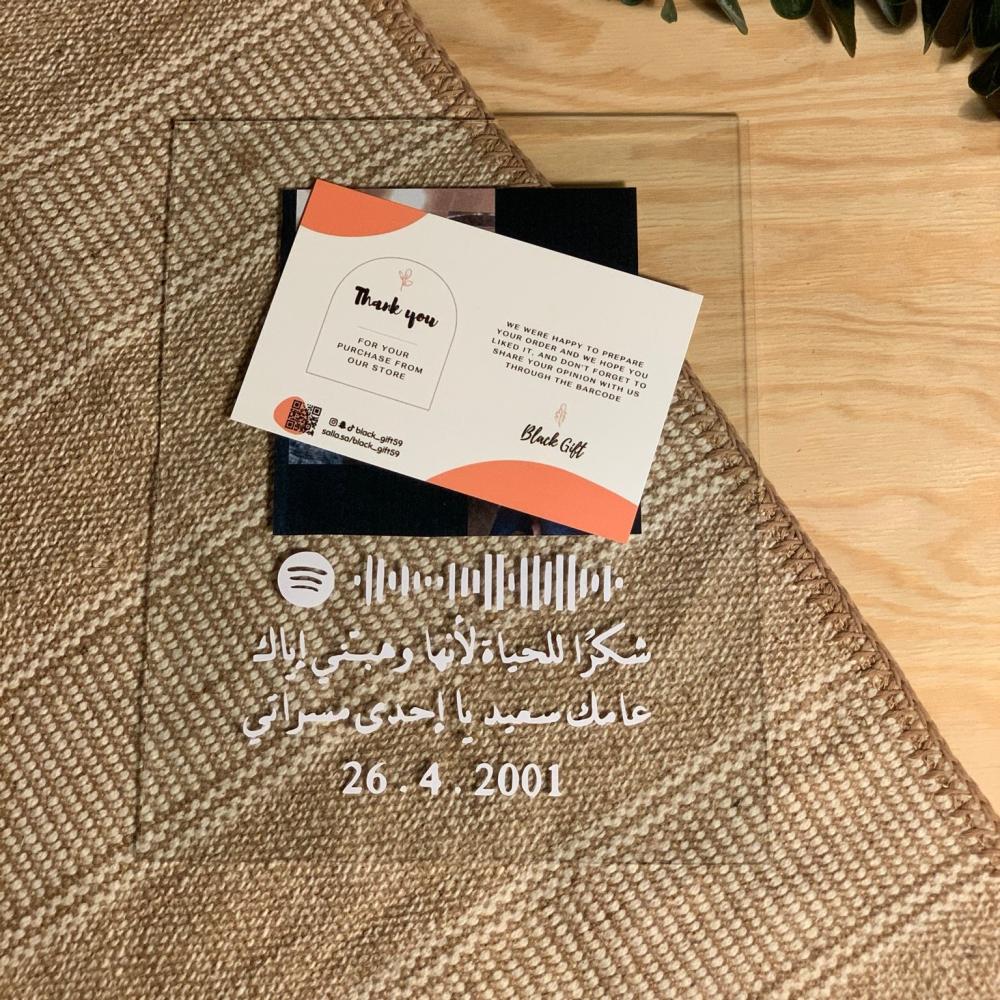 Thank you
FOR YOUR
PURCHASE FROM
OUR STORE
black_gift59
salla.sa/black_gift59
WE WERE HAPPY TO PREPARE
YOUR ORDER AND WE HOPE YOU
LIKED IT, AND DON'T FORGET TO
SHARE YOUR OPINION WITH US
THROUGH THE BARCODE
Black Gift
شكرًا للحياة لأنها وهبتني إياك
عامك سعيد يا إحدى مسراتي
26 . 4 . 2001